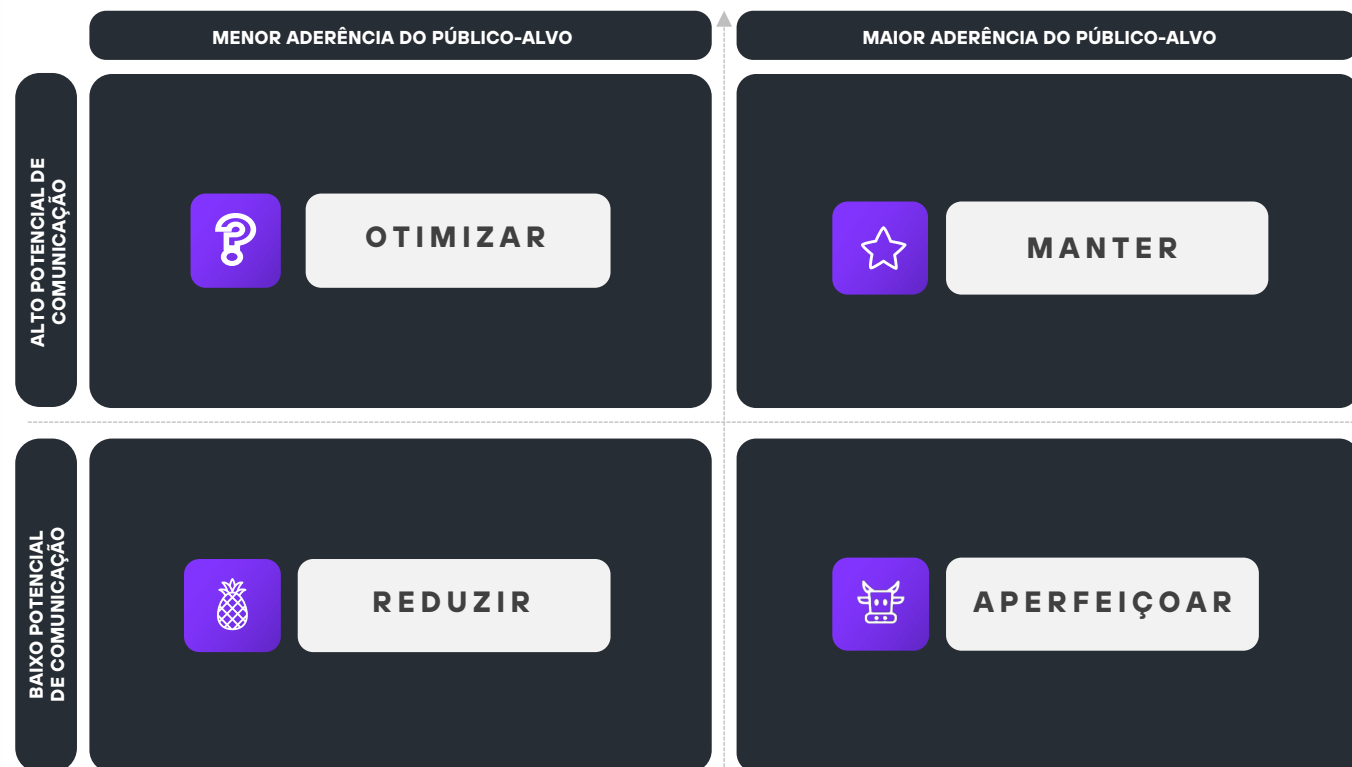 MENOR ADERÊNCIA DO PÚBLICO-ALVO
MAIOR ADERÊNCIA DO PÚBLICO-ALVO
ALTO POTENCIAL DE
COMUNICAÇÃO
?
OTIMIZAR
MANTER
BAIXO POTENCIAL
DE COMUNICAÇÃO
REDUZIR
APERFEIÇOAR